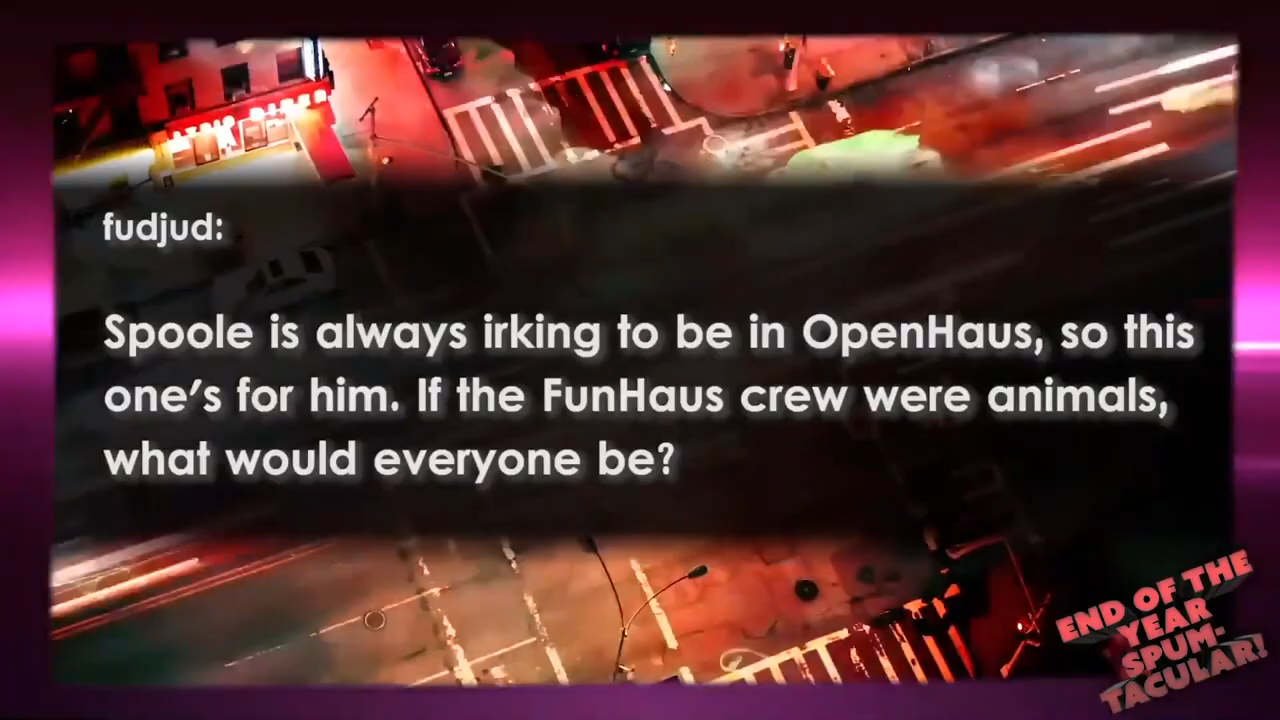 fudjud:
Spoole is always irking to be in OpenHaus, so this
one's for him. If the FunHaus crew were animals,
what would everyone be?
END OF THE
YEAR
SPUM-
TACULAR!